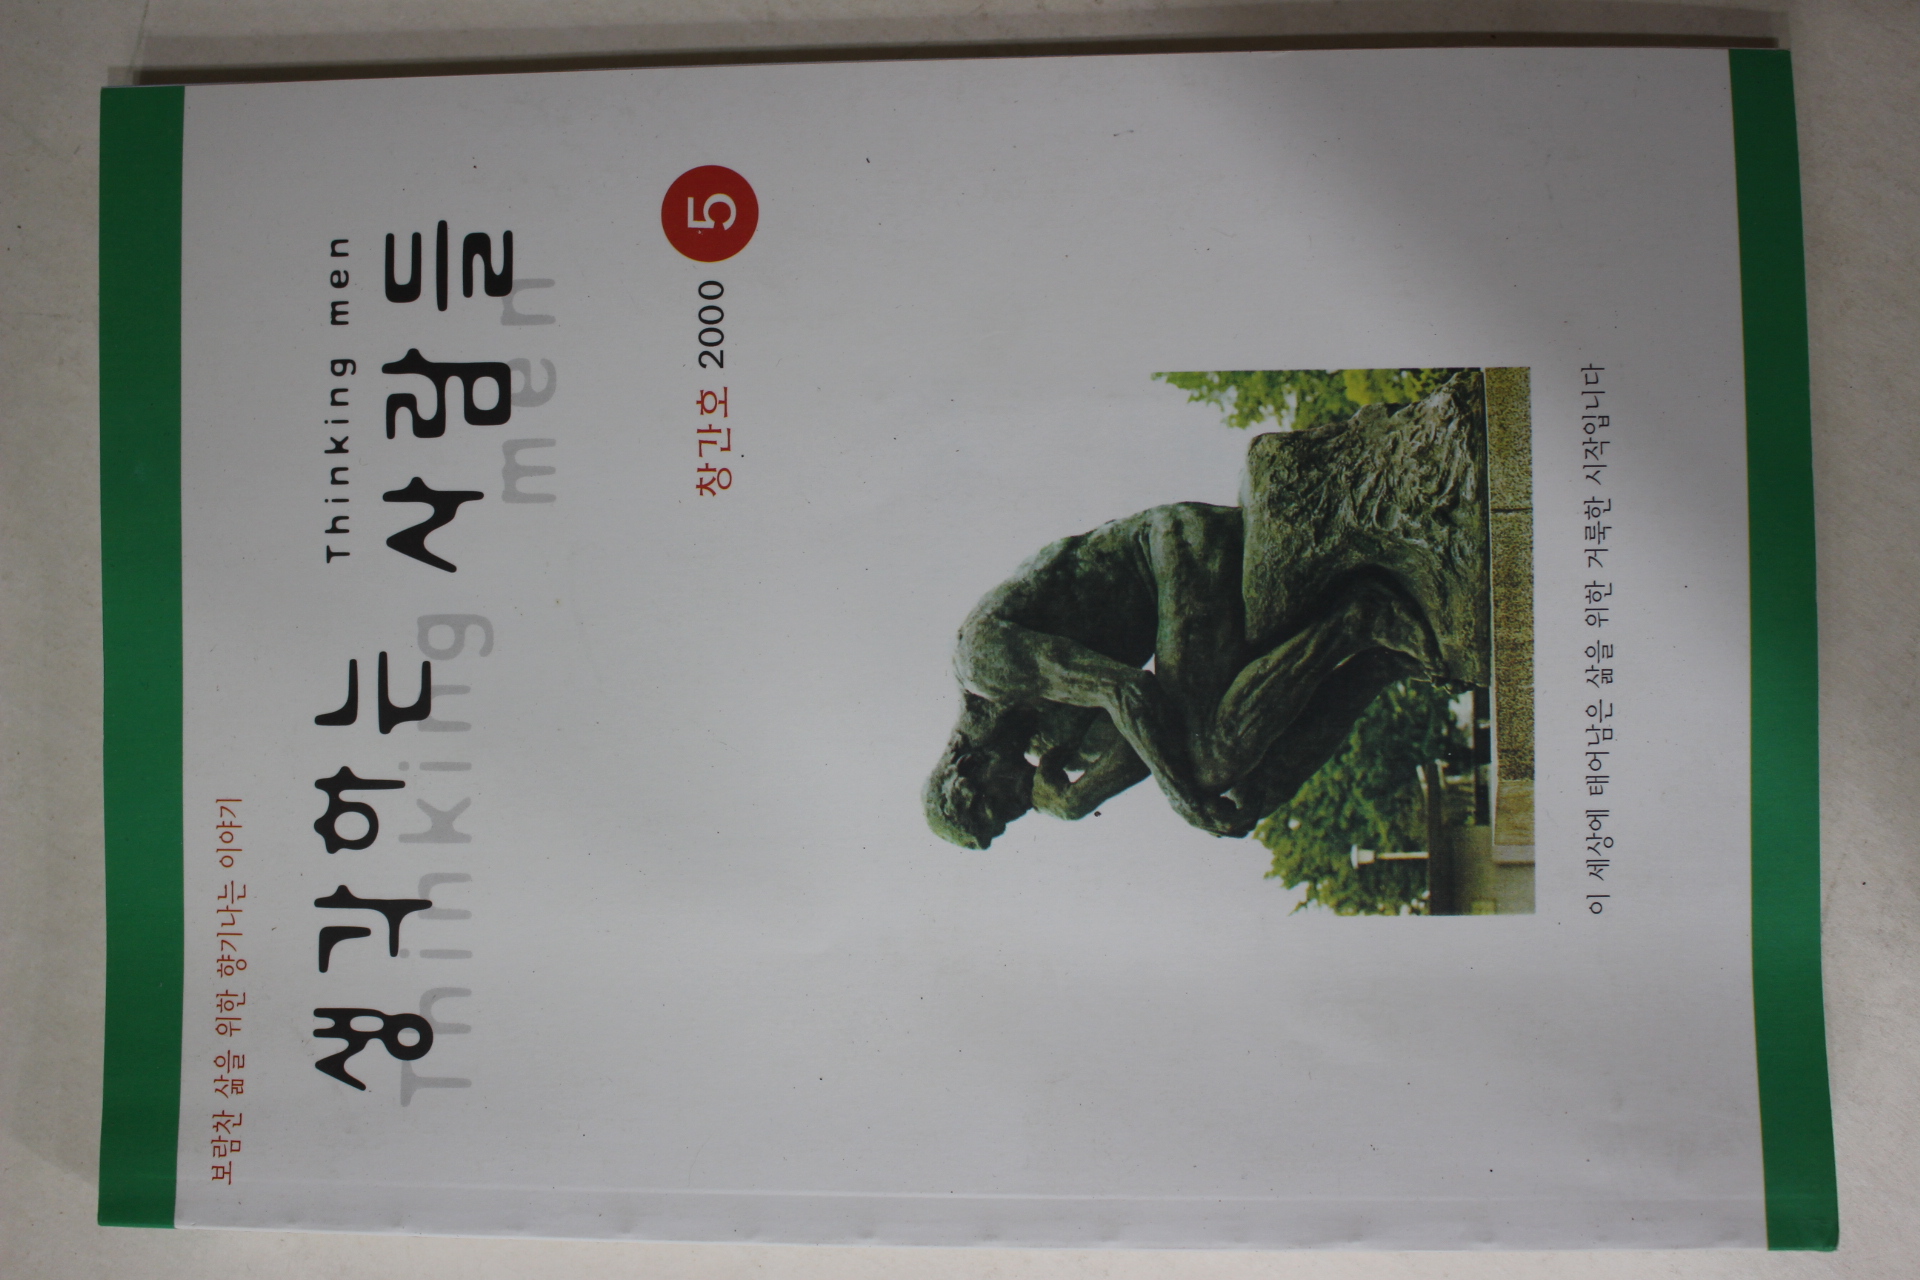 보람찬 삶을 위한 향기나는 이야기
Thinking men
생각하는 사람들
Thinking men
창간호 2000 5
이 세상에 태어남은 삶을 위한 거룩한 시작입니다